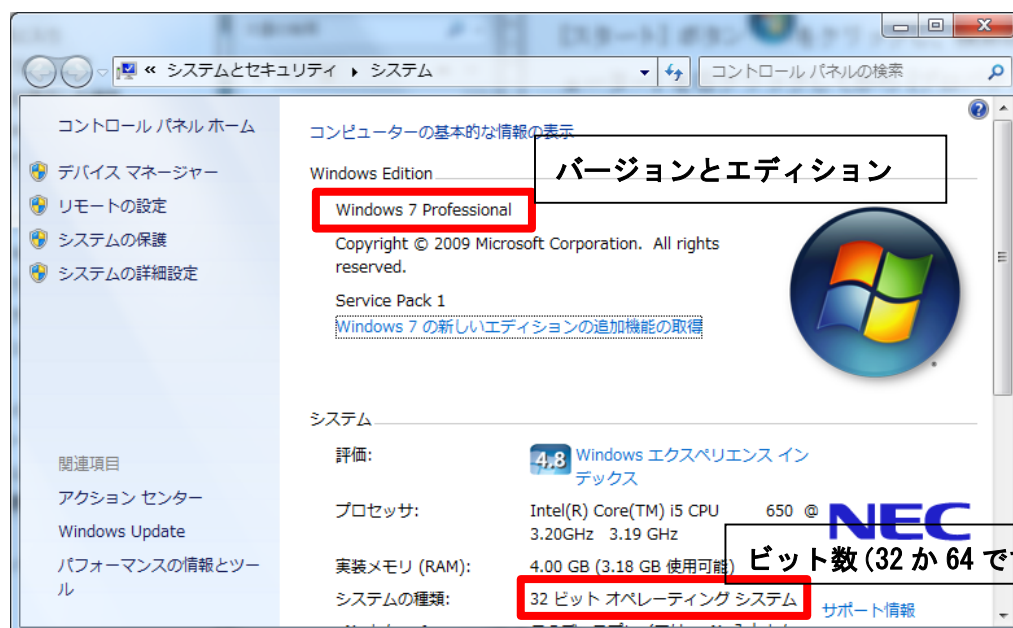 « システムとセキュリティ ▸ システム
コントロール パネルの検索
コントロール パネル ホーム
デバイス マネージャー
リモートの設定
システムの保護
システムの詳細設定
関連項目
アクション センター
Windows Update
パフォーマンスの情報とツー
ル
コンピューターの基本的な情報の表示
バージョンとエディション
Windows Edition
Windows 7 Professional
Copyright © 2009 Microsoft Corporation. All rights
reserved.
Service Pack 1
Windows 7 の新しいエディションの追加機能の取得
システム
評価:
4.8 Windows エクスペリエンス イン
デックス
プロセッサ: Intel(R) Core(TM) i5 CPU 650 @
3.20GHz 3.19 GHz
NEC
実装メモリ (RAM): 4.00 GB (3.18 GB 使用可能)
ビット数(32 か 64 で
システムの種類: 32 ビット オペレーティング システム
サポート情報